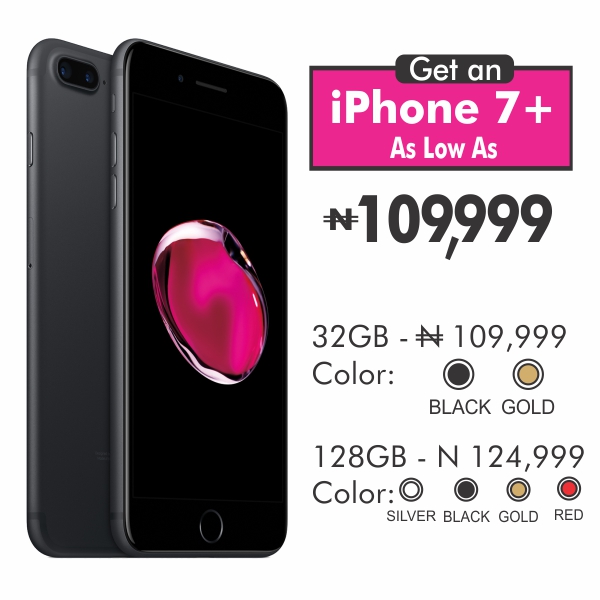 Get an
iPhone 7+
As Low As
₦109,999
32GB - ₦ 109,999
Color:
BLACK GOLD
128GB - N 124,999
Color:
SILVER BLACK GOLD RED